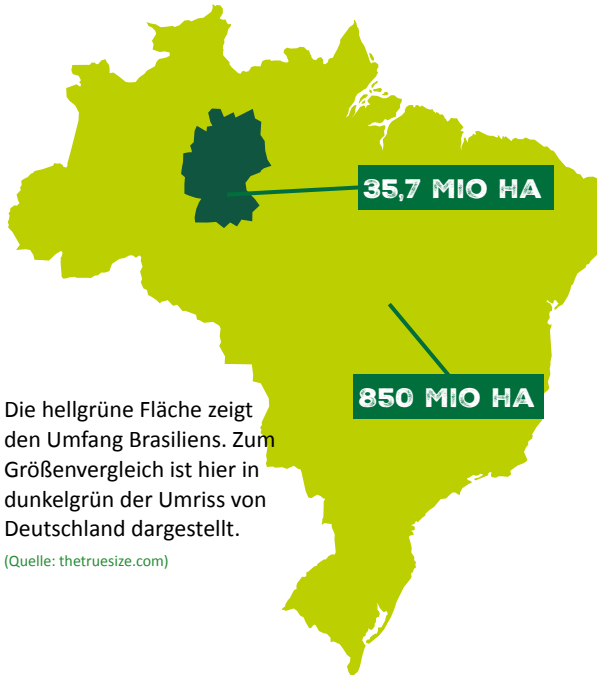 35,7 MIO HA
850 MIO HA
Die hellgrüne Fläche zeigt
den Umfang Brasiliens. Zum
Größenvergleich ist hier in
dunkelgrün der Umriss von
Deutschland dargestellt.
(Quelle: thetruesize.com)